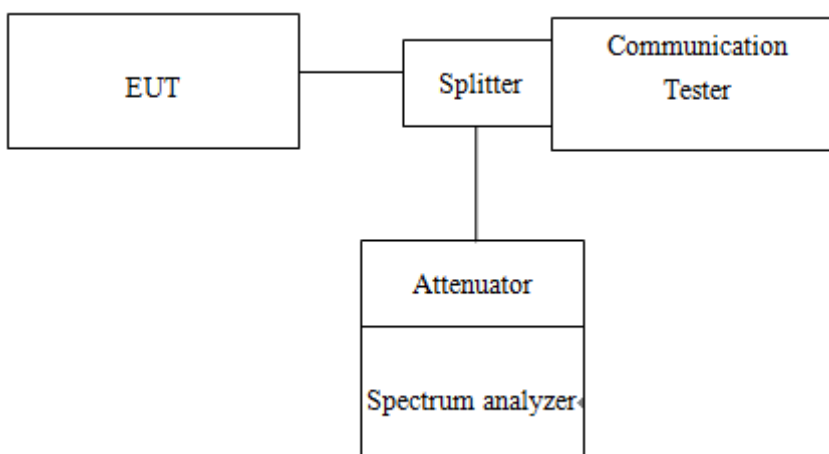 EUT
Splitter
Communication
Tester
Attenuator
Spectrum analyzer